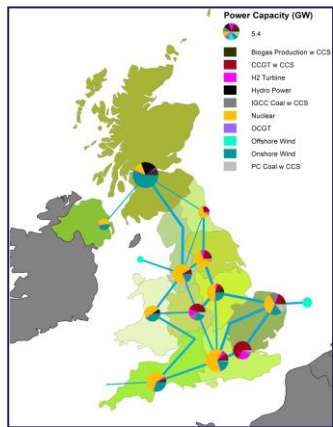 Power Capacity (GW)
5.4
Biogas Production w CCS
CCGT w CCS
H2 Turbine
Hydro Power
IGCC Coal w CCS
Nuclear
OCGT
Offshore Wind
Onshore Wind
PC Coal w CCS